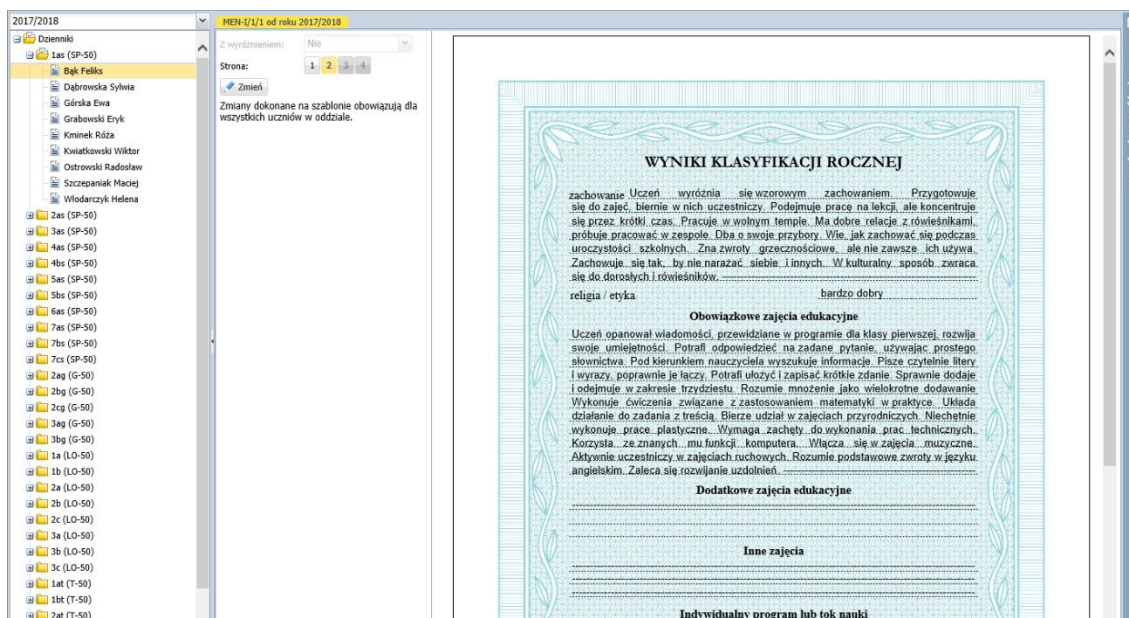 2017/2018
Dzienniki
1as (SP-50)
Bąk Feliks
Dąbrowska Sylwia
Górska Ewa
Grabowski Eryk
Kminek Róża
Kwiatkowski Wiktor
Ostrowski Radosław
Szczepaniak Maciej
Włodarczyk Helena
2as (SP-50)
3as (SP-50)
4as (SP-50)
4bs (SP-50)
5as (SP-50)
5bs (SP-50)
6as (SP-50)
7as (SP-50)
7bs (SP-50)
7cs (SP-50)
2ag (G-50)
2bg (G-50)
2cg (G-50)
3ag (G-50)
3bg (G-50)
1a (LO-50)
1b (LO-50)
2a (LO-50)
2b (LO-50)
2c (LO-50)
3a (LO-50)
3b (LO-50)
3c (LO-50)
1at (T-50)
1bt (T-50)
2at (T-50)
MEN-I/1/1 od roku 2017/2018
Z wyróżnieniem: Nie
Strona: 1 2 3 4
Zmień
Zmiany dokonane na szablonie obowiązują dla
wszystkich uczniów w oddziale.
WYNIKI KLASYFIKACJI ROCZNEJ
zachowanie Uczeń wyróżnia się wzorowym zachowaniem. Przygotowuje
się do zajęć, biernie w nich uczestniczy. Podejmuje pracę na lekcji, ale koncentruje
się przez krótki czas. Pracuje w wolnym tempie. Ma dobre relacje z rówieśnikami,
próbuje pracować w zespole. Dba o swoje przybory. Wie, jak zachować się podczas
uroczystości szkolnych. Zna zwroty grzecznościowe, ale nie zawsze ich używa.
Zachowuje się tak, by nie narażać siebie i innych. W kulturalny sposób zwraca
się do dorosłych i rówieśników.
religia / etyka bardzo dobry
Obowiązkowe zajęcia edukacyjne
Uczeń opanował wiadomości, przewidziane w programie dla klasy pierwszej, rozwija
swoje umiejętności. Potrafi odpowiedzieć na zadane pytanie, używając prostego
słownictwa. Pod kierunkiem nauczyciela wyszukuje informacje. Pisze czytelnie litery
i wyrazy, poprawnie je łączy. Potrafi ułożyć i zapisać krótkie zdanie. Sprawnie dodaje
i odejmuje w zakresie trzydziestu. Rozumie mnożenie jako wielokrotne dodawanie
Wykonuje ćwiczenia związane z zastosowaniem matematyki w praktyce. Układa
działanie do zadania z treścią. Bierze udział w zajęciach przyrodniczych. Niechętnie
wykonuje prace plastyczne. Wymaga zachęty do wykonania prac technicznych.
Korzysta ze znanych mu funkcji komputera. Włącza się w zajęcia muzyczne.
Aktywnie uczestniczy w zajęciach ruchowych. Rozumie podstawowe zwroty w języku
angielskim. Zaleca się rozwijanie uzdolnień.
Dodatkowe zajęcia edukacyjne
Inne zajęcia
Indywidualny program lub tok nauki